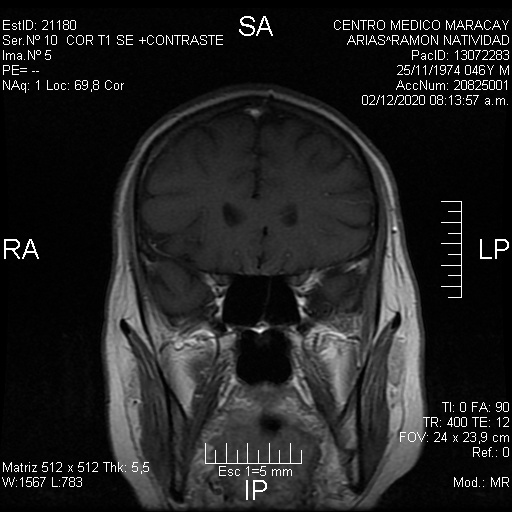 EstID: 21180
Ser.Nº 10 COR T1 SE +CONTRASTE
Ima.Nº 5
PE= --
NAq: 1 Loc: 69,8 Cor
SA
CENTRO MEDICO MARACAY
ARIAS^RAMON NATIVIDAD
PacID: 13072283
25/11/1974 046Y M
AccNum: 20825001
02/12/2020 08:13:57 a.m.
RA
LP
TI: 0 FA: 90
TR: 400 TE: 12
FOV: 24 x 23,9 cm
Ref.: 0
Matriz 512 x 512 Thk: 5,5
W:1567 L:783
Esc 1=5 mm
IP
Mod.: MR